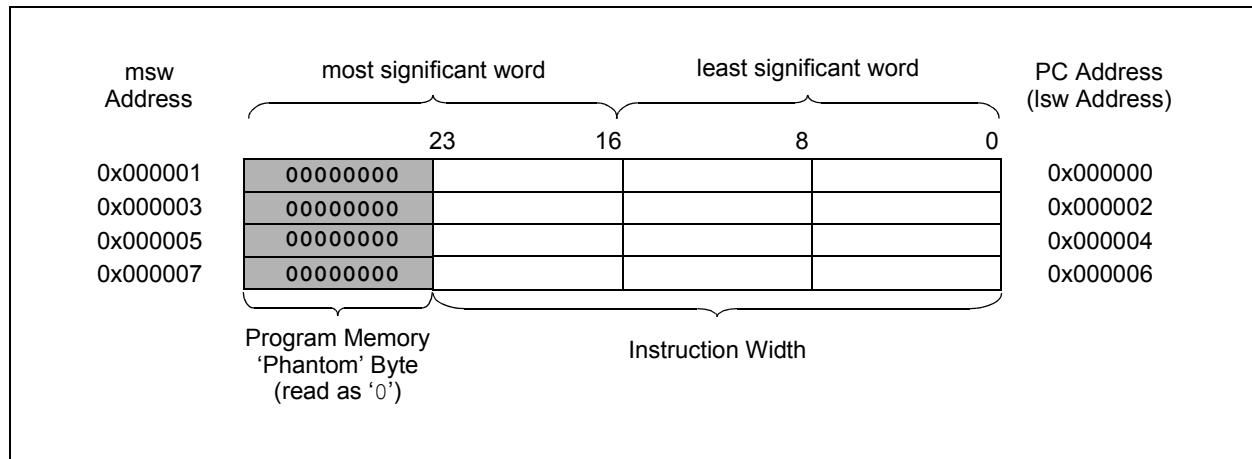 msw
Address
most significant word
least significant word
PC Address
(lsw Address)
23 16 8 0
0x000001 00000000 0x000000
0x000003 00000000 0x000002
0x000005 00000000 0x000004
0x000007 00000000 0x000006
Program Memory
‘Phantom’ Byte
(read as ‘0’)
Instruction Width